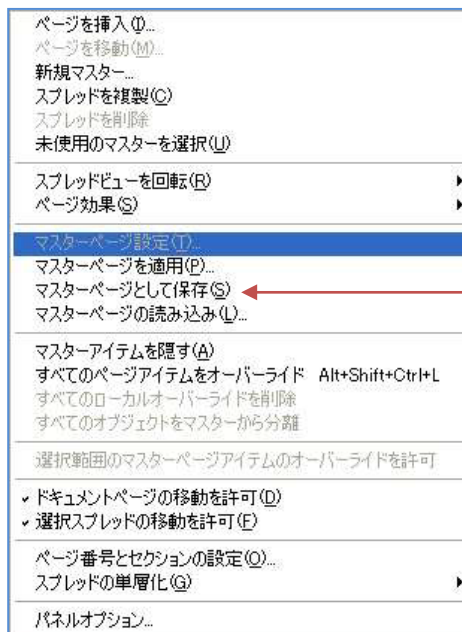 ページを挿入(I)...
ページを移動(M)...
新規マスター...
スプレッドを複製(C)
スプレッドを削除
未使用のマスターを選択(U)
スプレッドビューを回転(R)
ページ効果(S)
マスターページ設定(T)...
マスターページを適用(P)...
マスターページとして保存(S)
マスターページの読み込み(L)...
マスターアイテムを隠す(A)
すべてのページアイテムをオーバーライド Alt+Shift+Ctrl+L
すべてのローカルオーバーライドを削除
すべてのオブジェクトをマスターから分離
選択範囲のマスターページアイテムのオーバーライドを許可
ドキュメントページの移動を許可(D)
選択スプレッドの移動を許可(F)
ページ番号とセクションの設定(O)...
スプレッドの単層化(G)
パネルオプション...